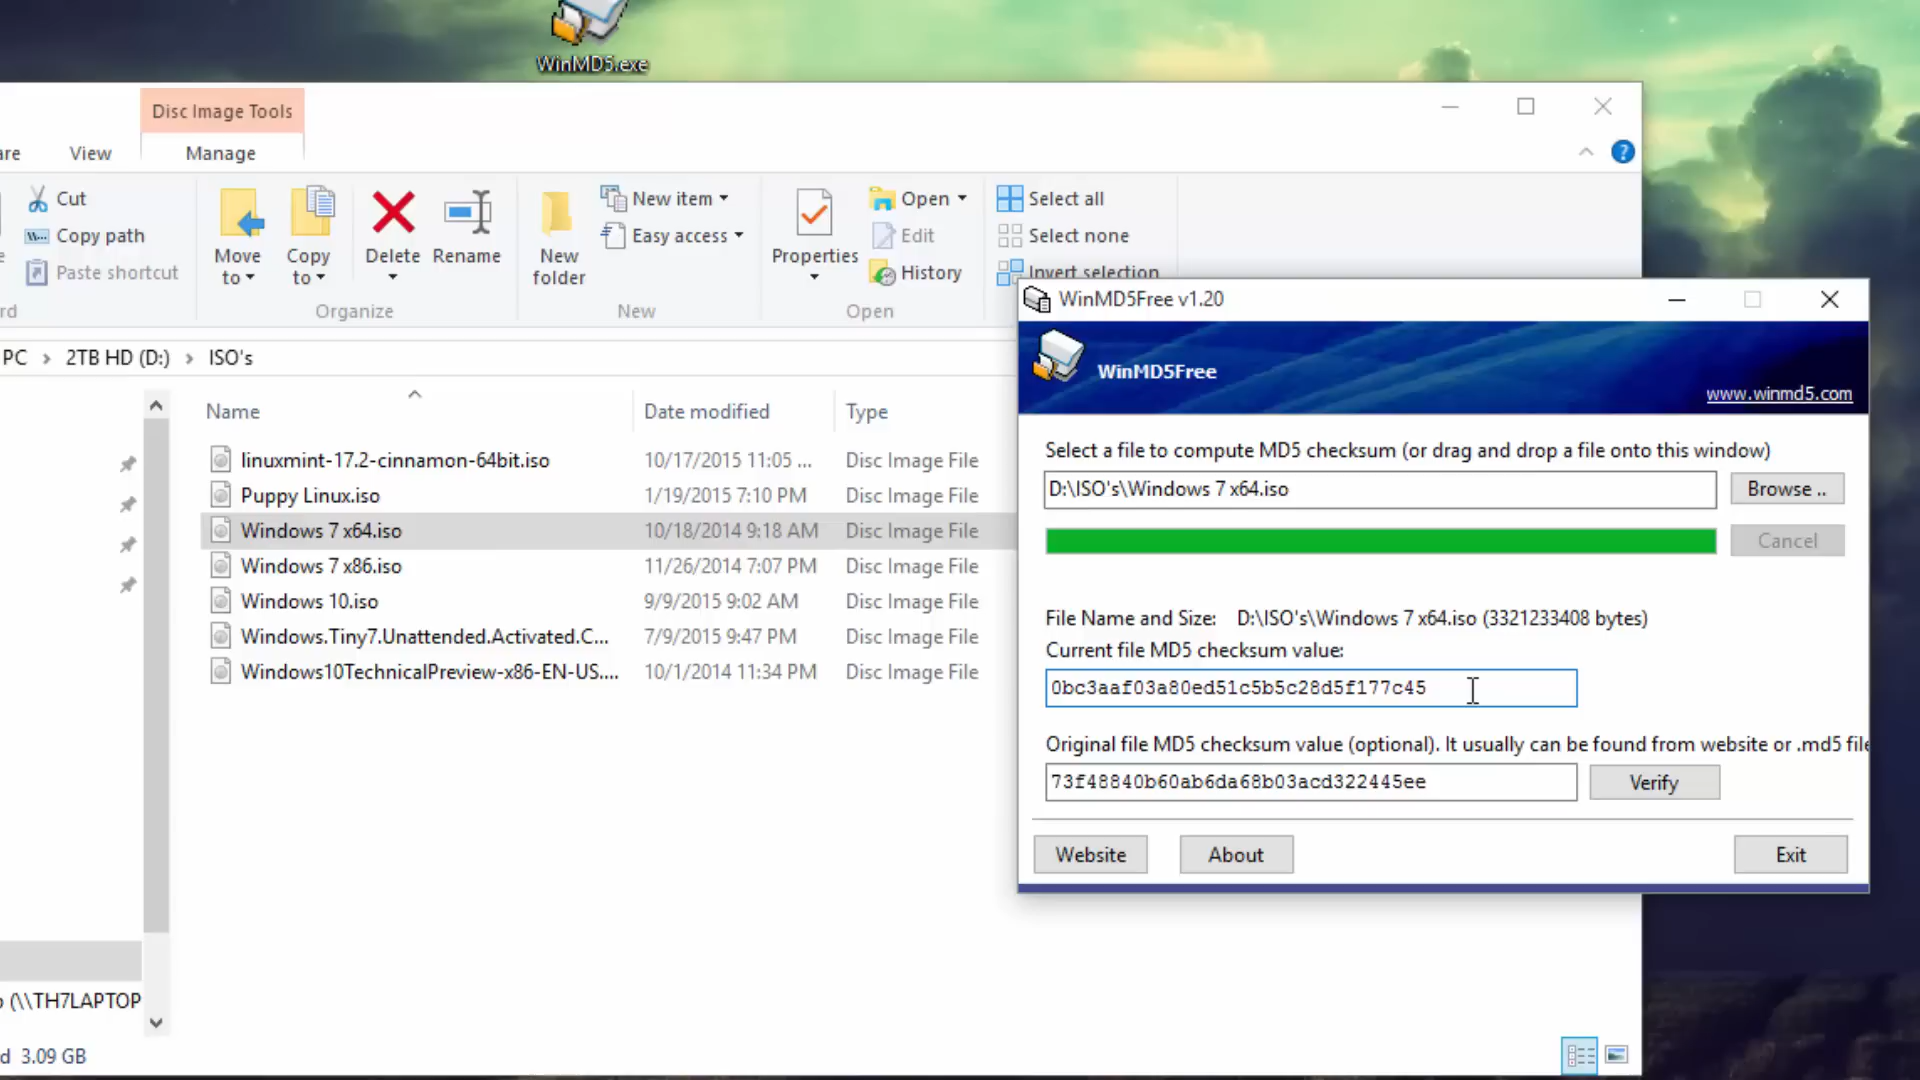 WinMD5.exe
Disc Image Tools
are View Manage
Cut
Copy path
Paste shortcut
Move to
Copy to
Delete
Rename
New folder
New item
Easy access
Properties
Open
Edit
History
Select all
Select none
Invert selection
rd Organize New Open
PC > 2TB HD (D:) > ISO's
Name Date modified Type
linuxmint-17.2-cinnamon-64bit.iso 10/17/2015 11:05 ... Disc Image File
Puppy Linux.iso 1/19/2015 7:10 PM Disc Image File
Windows 7 x64.iso 10/18/2014 9:18 AM Disc Image File
Windows 7 x86.iso 11/26/2014 7:07 PM Disc Image File
Windows 10.iso 9/9/2015 9:02 AM Disc Image File
Windows.Tiny7.Unattended.Activated.C... 7/9/2015 9:47 PM Disc Image File
Windows10TechnicalPreview-x86-EN-US.... 10/1/2014 11:34 PM Disc Image File
(\\TH7LAPTOP
d 3.09 GB
WinMD5Free v1.20
WinMD5Free
www.winmd5.com
Select a file to compute MD5 checksum (or drag and drop a file onto this window)
D:\ISO's\Windows 7 x64.iso Browse ..
Cancel
File Name and Size: D:\ISO's\Windows 7 x64.iso (3321233408 bytes)
Current file MD5 checksum value:
0bc3aaf03a80ed51c5b5c28d5f177c45
Original file MD5 checksum value (optional). It usually can be found from website or .md5 file
73f48840b60ab6da68b03acd322445ee Verify
Website About Exit